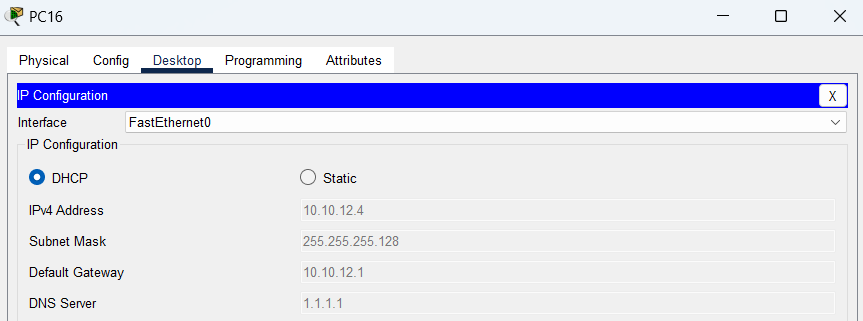 PC16
Physical Config Desktop Programming Attributes
IP Configuration X
Interface FastEthernet0
IP Configuration
DHCP Static
IPv4 Address 10.10.12.4
Subnet Mask 255.255.255.128
Default Gateway 10.10.12.1
DNS Server 1.1.1.1